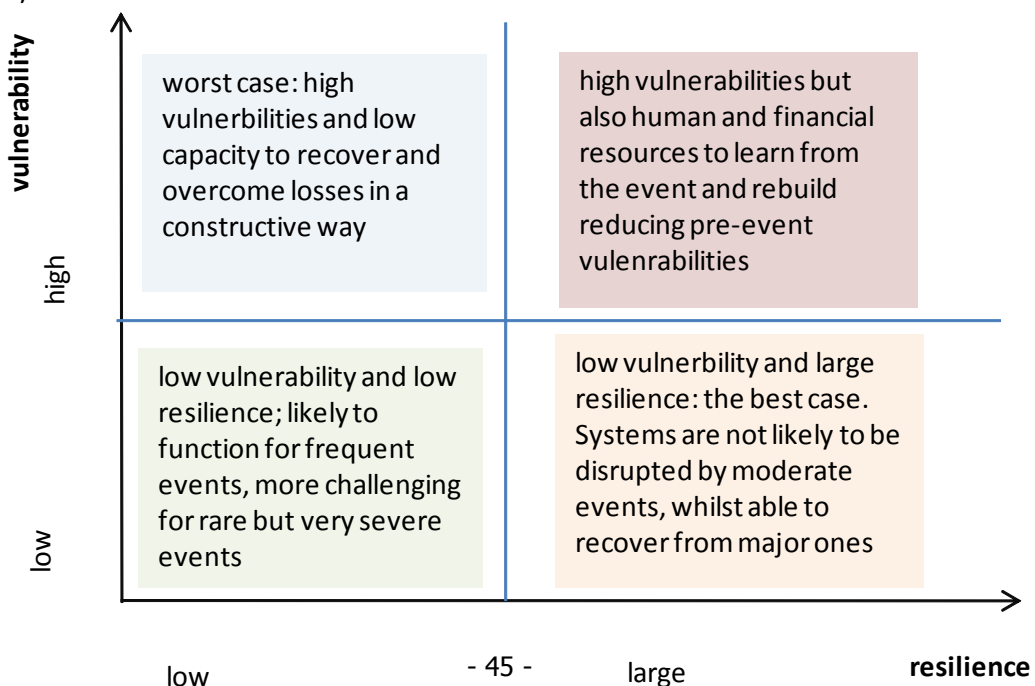 vulnerability
worst case: high
vulnerbilities and low
capacity to recover and
overcome losses in a
constructive way
high vulnerabilities but
also human and financial
resources to learn from
the event and rebuild
reducing pre-event
vulenrabilities
high
low vulnerability and low
resilience; likely to
function for frequent
events, more challenging
for rare but very severe
events
low vulnerbility and large
resilience: the best case.
Systems are not likely to be
disrupted by moderate
events, whilst able to
recover from major ones
low
low
- 45 -
large
resilience